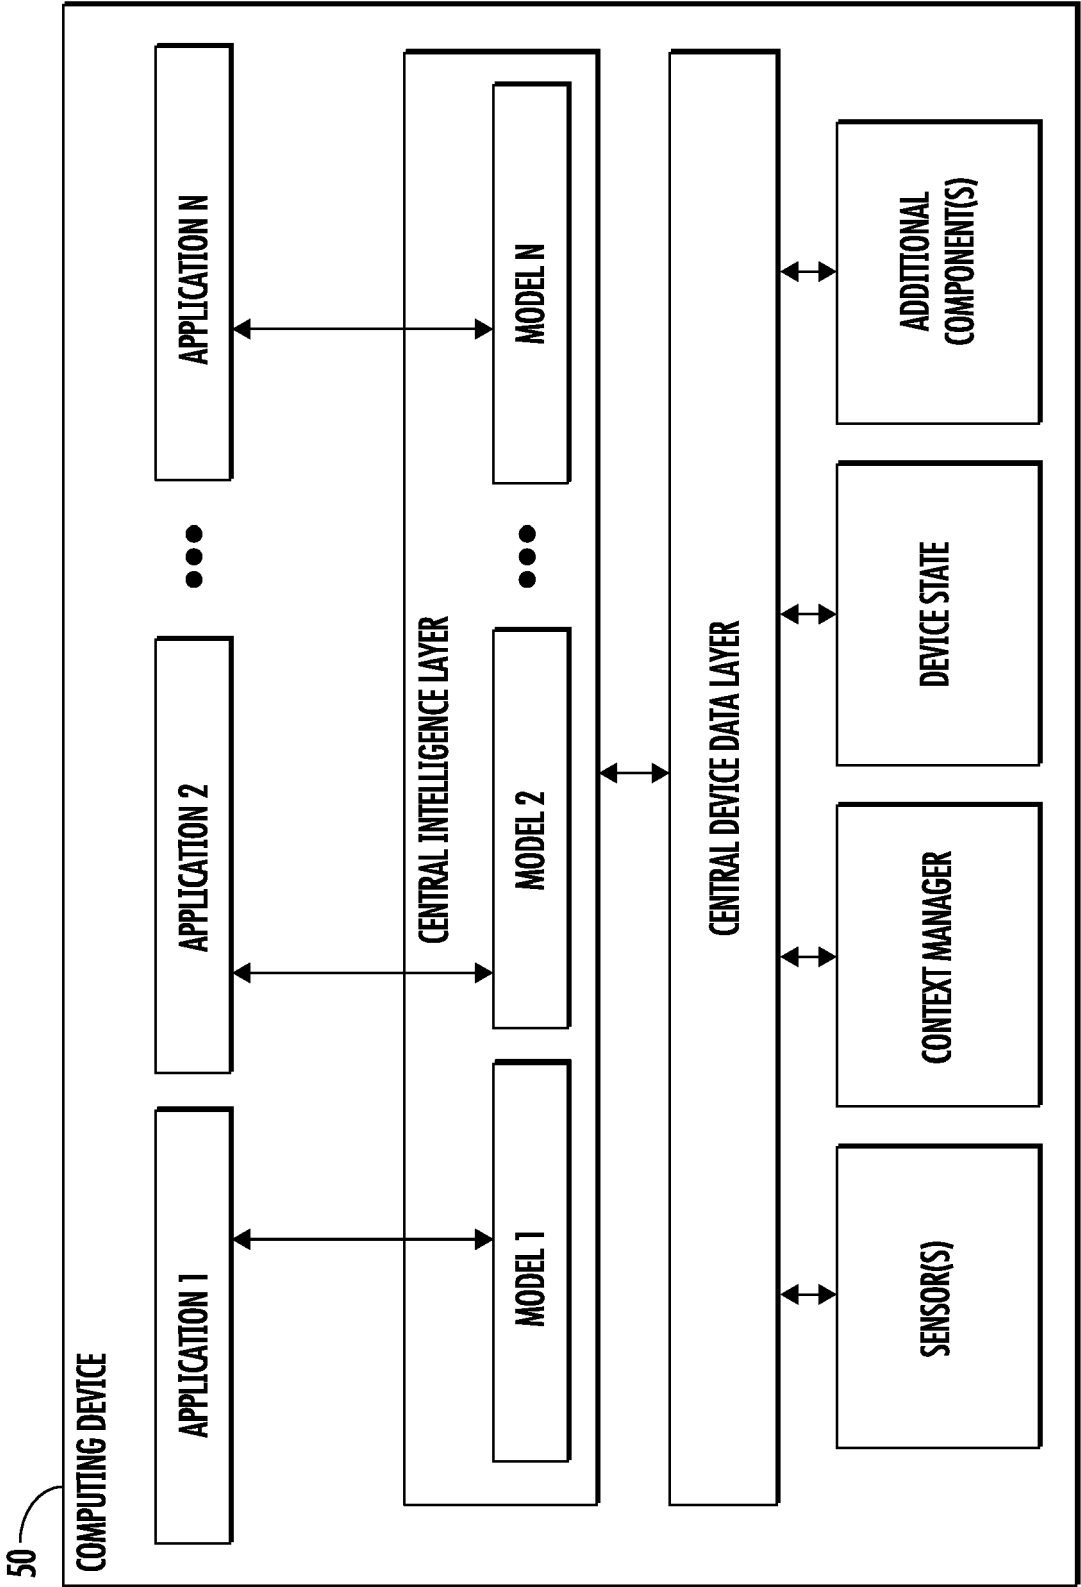 50
COMPUTING DEVICE
APPLICATION 1
APPLICATION 2
APPLICATION N
CENTRAL INTELLIGENCE LAYER
MODEL 1
MODEL 2
MODEL N
CENTRAL DEVICE DATA LAYER
SENSOR(S)
CONTEXT MANAGER
DEVICE STATE
ADDITIONAL
COMPONENT(S)